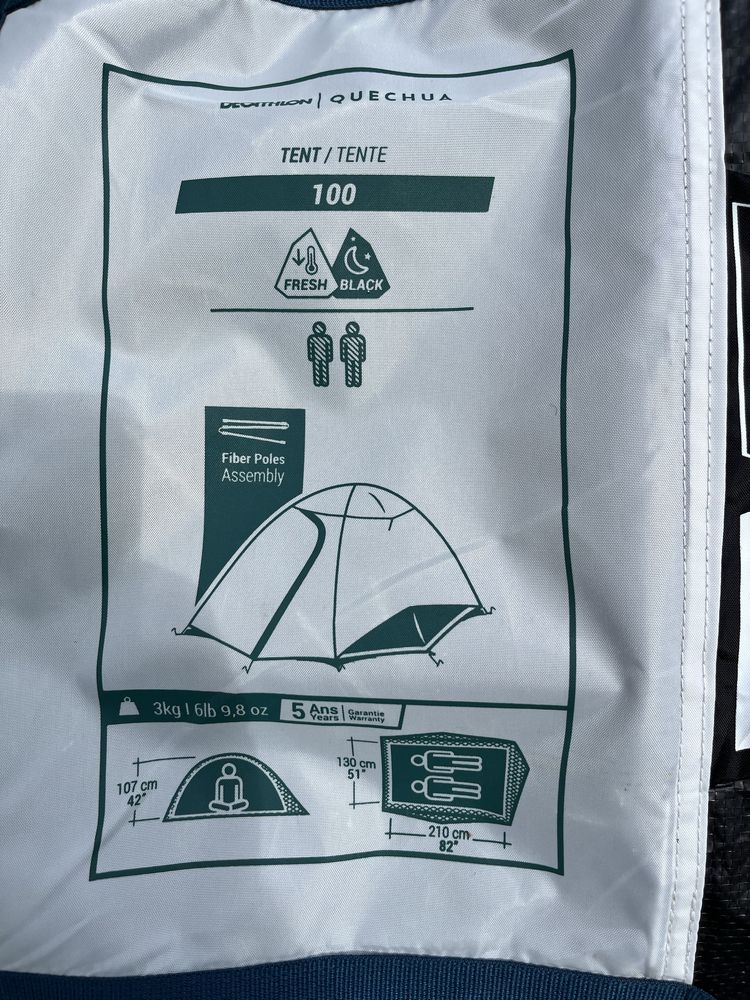 DECATHLON | QUECHUA
TENT / TENTE
100
FRESH BLACK
Fiber Poles
Assembly
3kg | 6lb 9,8 oz 5 Ans Years | Garantie Warranty
107 cm
42"
130 cm
51"
210 cm
82"